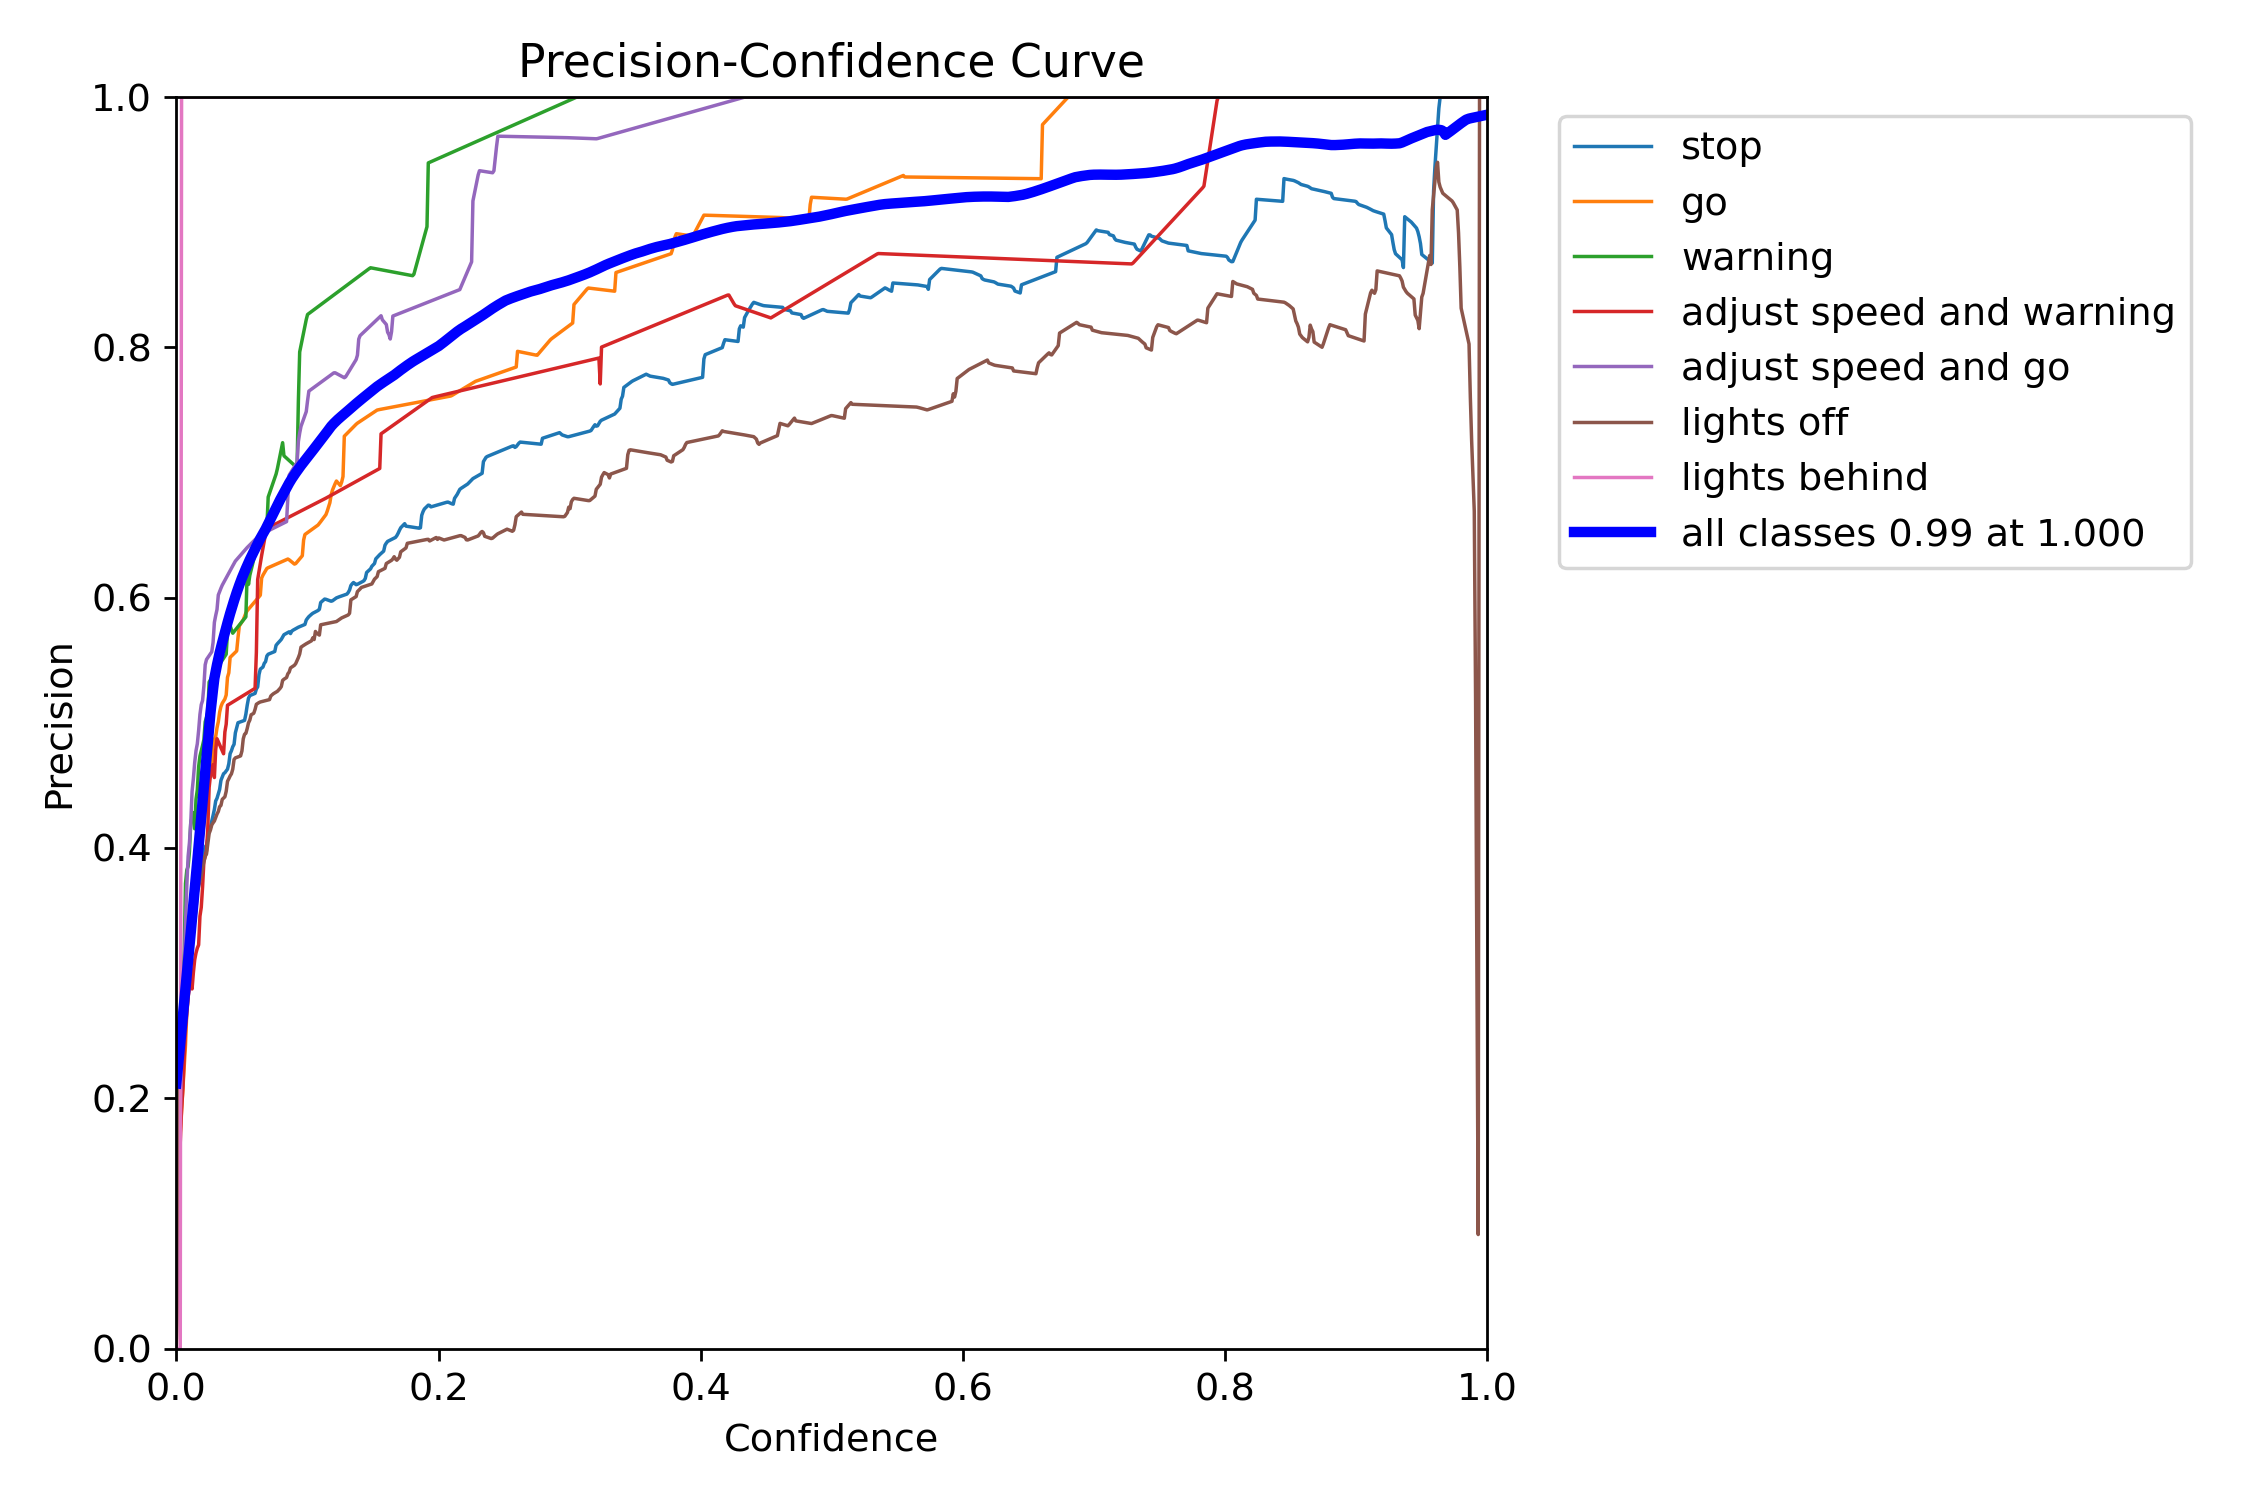 Precision-Confidence Curve
1.0
0.8
0.6
0.4
0.2
0.0
Precision
0.0 0.2 0.4 0.6 0.8 1.0
Confidence
stop
go
warning
adjust speed and warning
adjust speed and go
lights off
lights behind
all classes 0.99 at 1.000